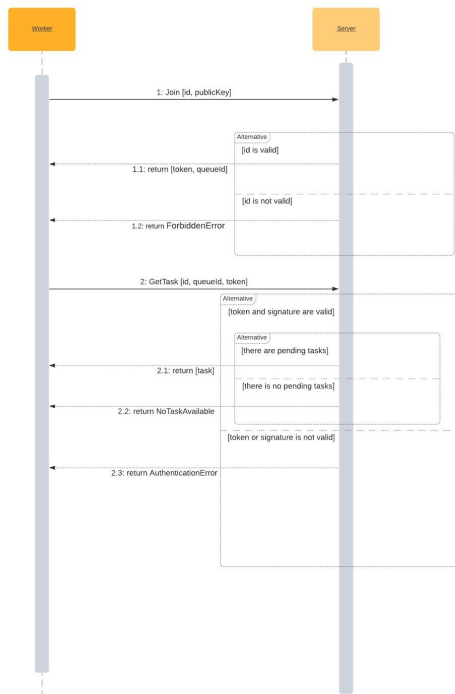 Worker
Server
1: Join [id, publicKey]
Alternative
[id is valid]
1.1: return [token, queueId]
[id is not valid]
1.2: return ForbiddenError
2: GetTask [id, queueId, token]
Alternative
[token and signature are valid]
Alternative
[there are pending tasks]
2.1: return [task]
[there is no pending tasks]
2.2: return NoTaskAvailable
[token or signature is not valid]
2.3: return AuthenticationError